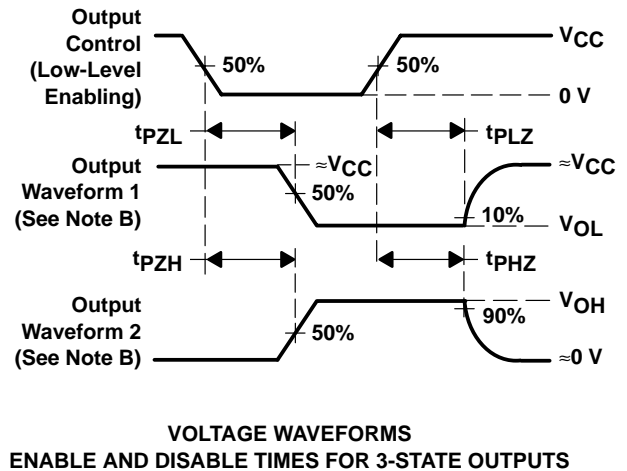 Output
Control
(Low-Level
Enabling)
50%
50%
VCC
0 V
tPZL
tPLZ
Output
Waveform 1
(See Note B)
≈VCC
50%
≈VCC
10%
VOL
tPZH
tPHZ
Output
Waveform 2
(See Note B)
50%
VOH
90%
≈0 V
VOLTAGE WAVEFORMS
ENABLE AND DISABLE TIMES FOR 3-STATE OUTPUTS